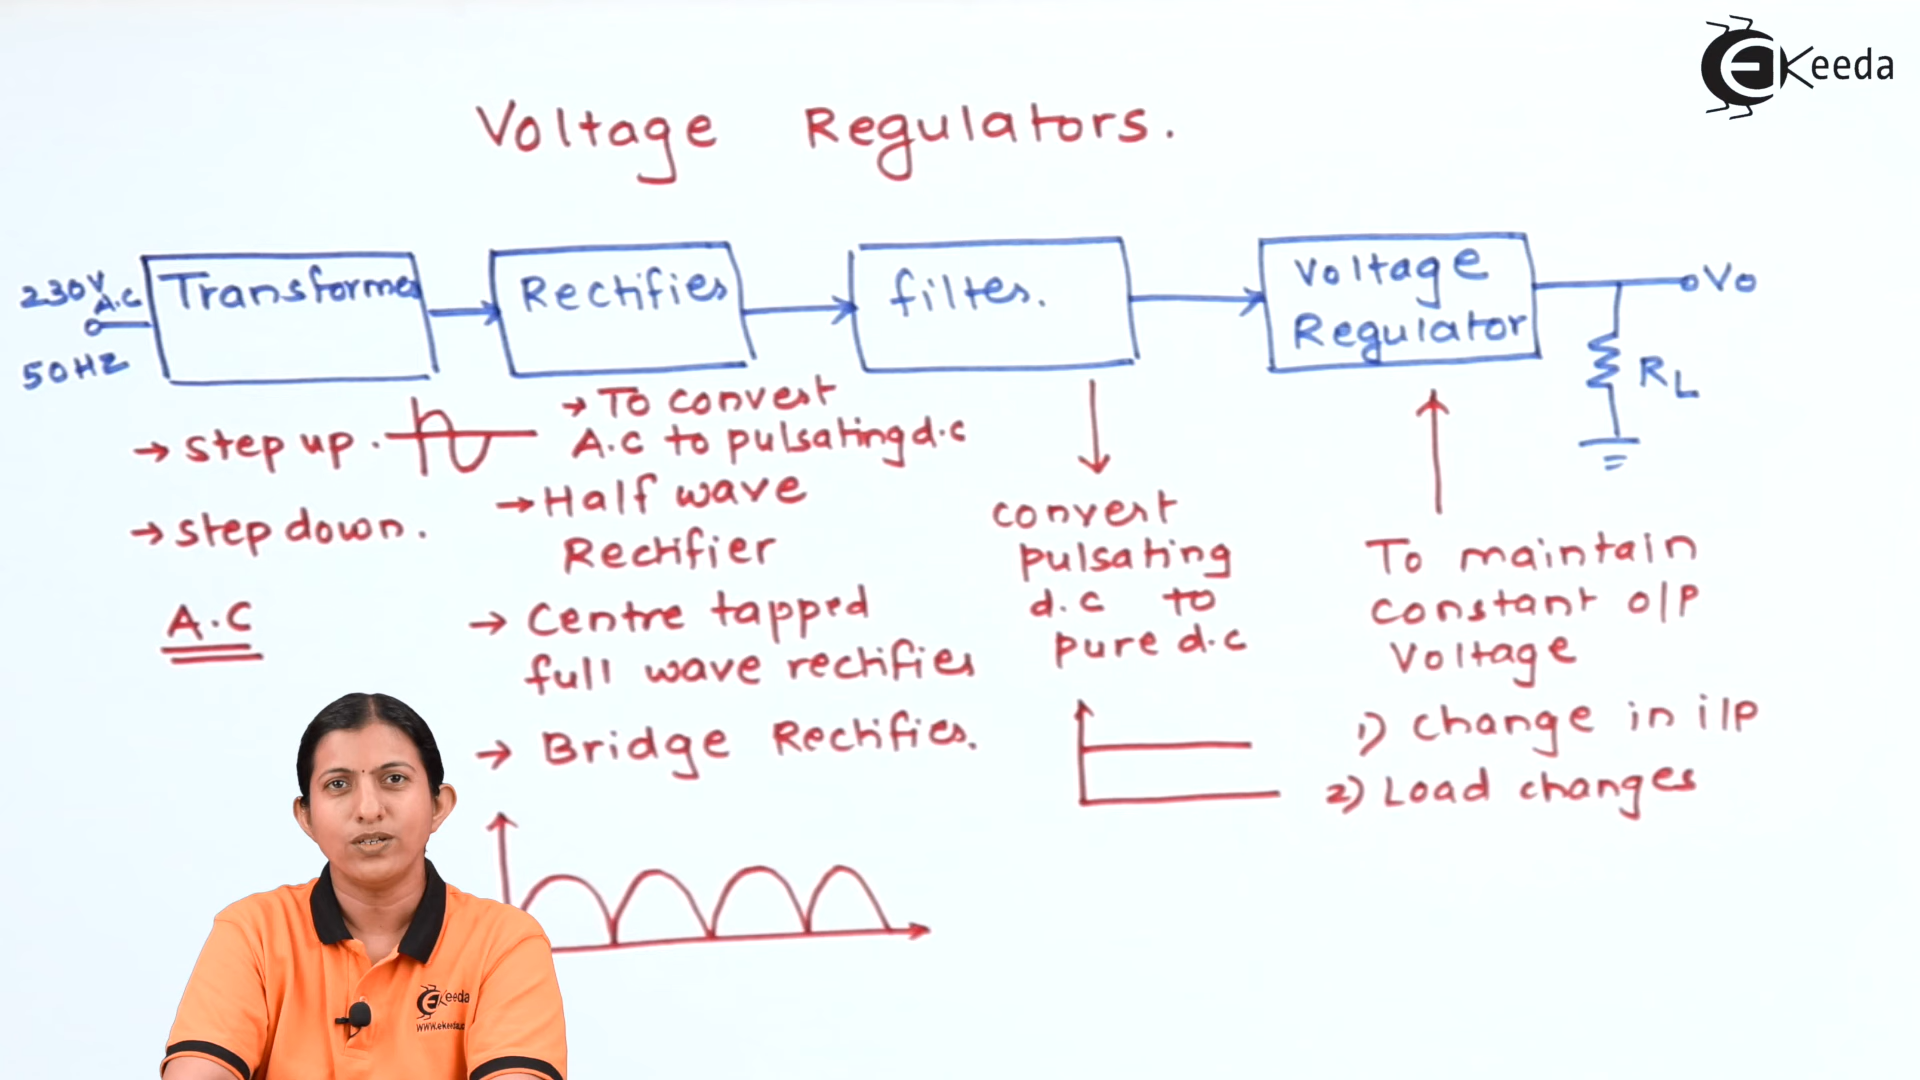 EKeeda
Voltage Regulators.
230V A.C
50HZ
Transformer
Rectifier
filter.
Voltage
Regulator
Vo
RL
→ Step up.
→ Step down.
A.C
→ To convert
A.C to pulsating d.c
→ Half wave
Rectifier
→ Centre tapped
full wave rectifier
→ Bridge Rectifier.
convert
pulsating
d.c to
pure d.c
To maintain
constant o/p
Voltage
1) Change in i/p
2) Load changes
EKeeda